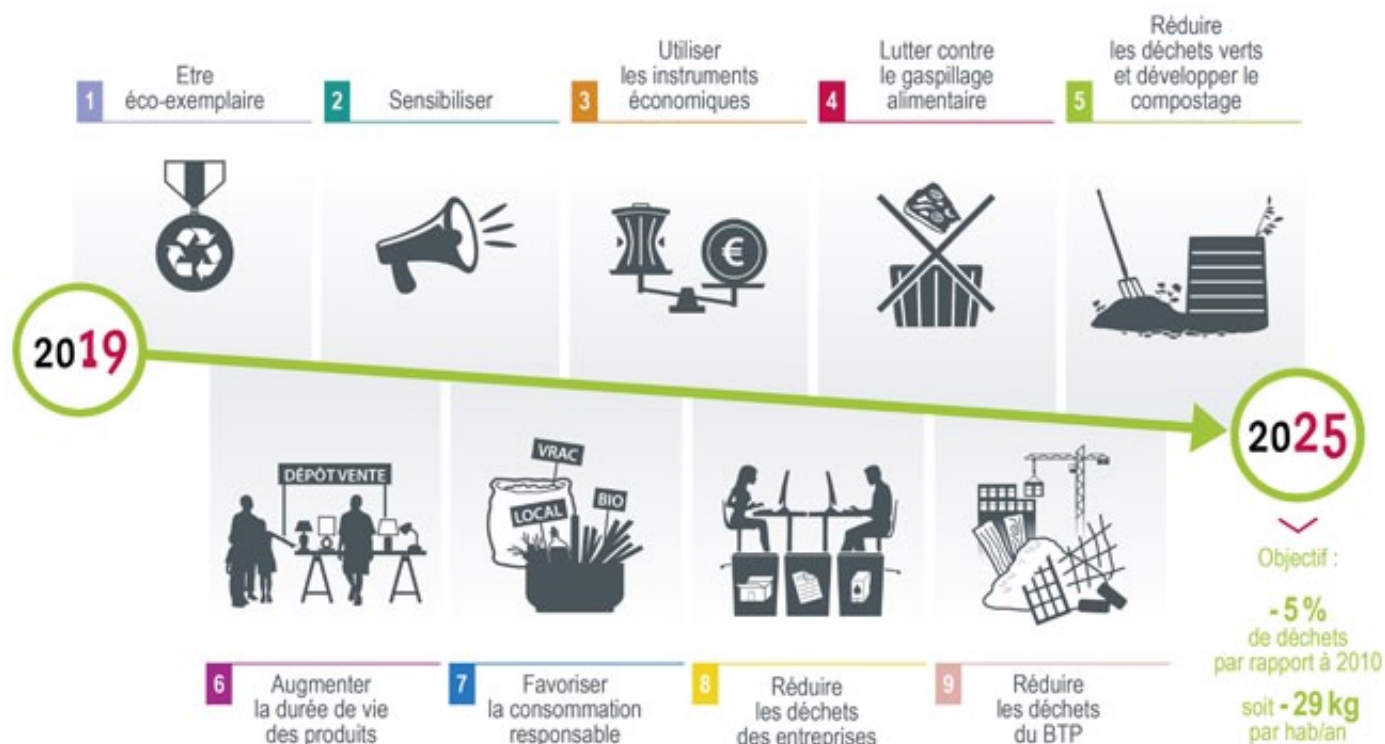 1
Etre
éco-exemplaire
2
Sensibiliser
3
Utiliser
les instruments
économiques
4
Lutter contre
le gaspillage
alimentaire
5
Réduire
les déchets verts
et développer le
compostage
€
2019
2025
DÉPÔT VENTE
VRAC
LOCAL
BIO
6
Augmenter
la durée de vie
des produits
7
Favoriser
la consommation
responsable
8
Réduire
les déchets
des entreprises
9
Réduire
les déchets
du BTP
Objectif :
- 5 %
de déchets
par rapport à 2010
soit - 29 kg
par hab/an